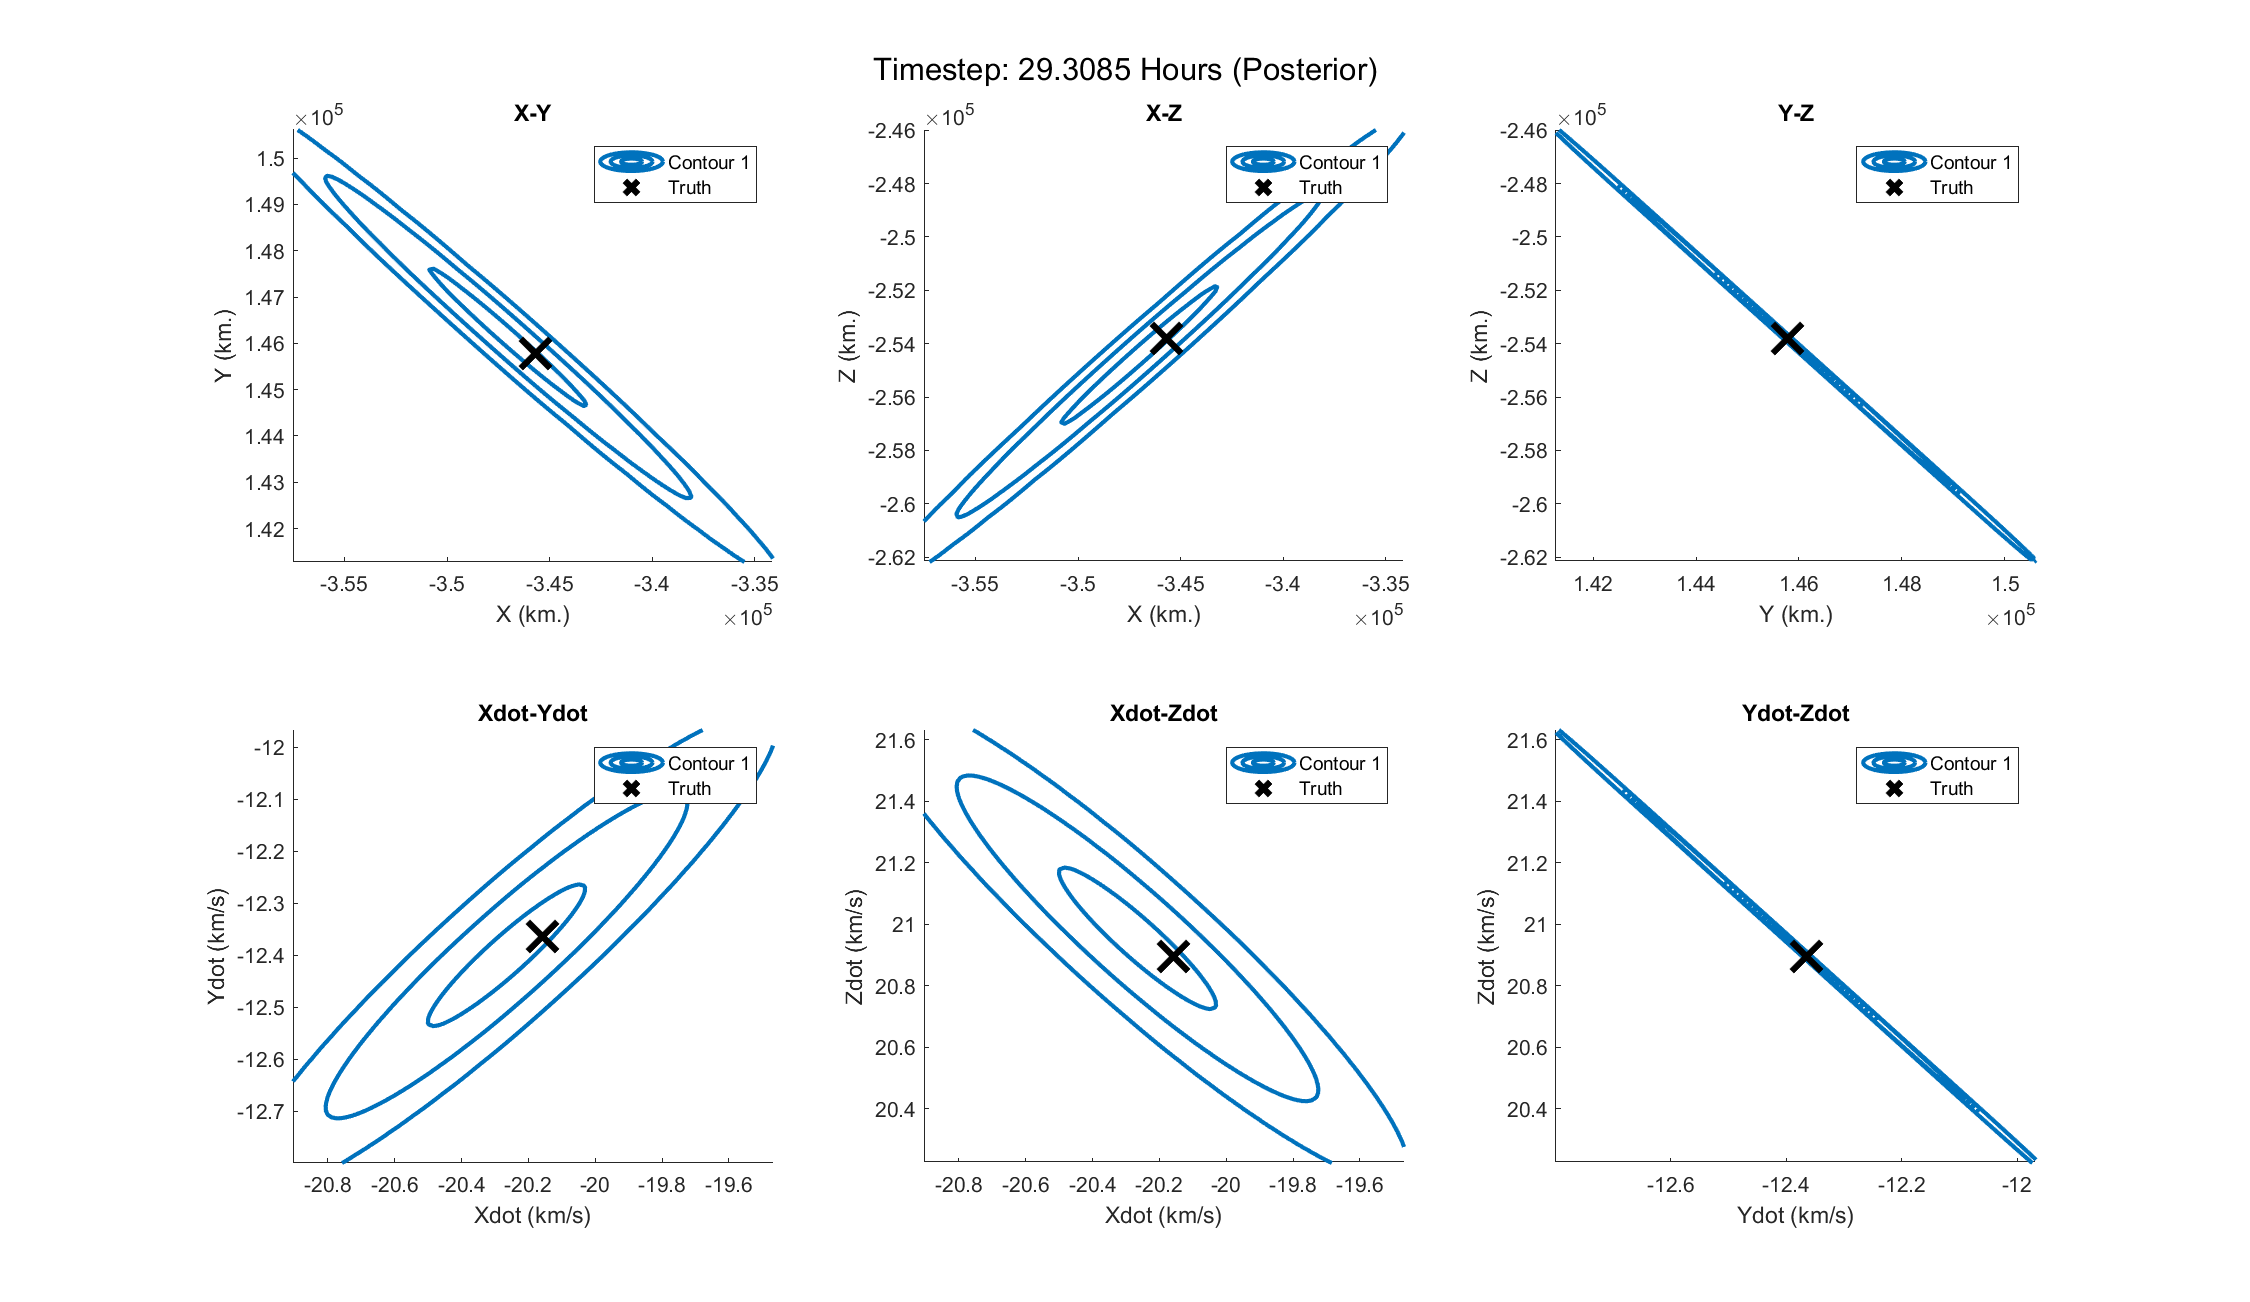 Timestep: 29.3085 Hours (Posterior)
X-Y
×10^5
1.5
1.49
1.48
1.47
1.46
1.45
1.44
1.43
1.42
Y (km.)
-3.55 -3.5 -3.45 -3.4 -3.35
X (km.)
×10^5
Contour 1
Truth
X-Z
×10^5
-2.46
-2.48
-2.5
-2.52
-2.54
-2.56
-2.58
-2.6
-2.62
Z (km.)
-3.55 -3.5 -3.45 -3.4 -3.35
X (km.)
×10^5
Contour 1
Truth
Y-Z
×10^5
-2.46
-2.48
-2.5
-2.52
-2.54
-2.56
-2.58
-2.6
-2.62
Z (km.)
1.42 1.44 1.46 1.48 1.5
Y (km.)
×10^5
Contour 1
Truth
Xdot-Ydot
-12
-12.1
-12.2
-12.3
-12.4
-12.5
-12.6
-12.7
Ydot (km/s)
-20.8 -20.6 -20.4 -20.2 -20 -19.8 -19.6
Xdot (km/s)
Contour 1
Truth
Xdot-Zdot
21.6
21.4
21.2
21
20.8
20.6
20.4
Zdot (km/s)
-20.8 -20.6 -20.4 -20.2 -20 -19.8 -19.6
Xdot (km/s)
Contour 1
Truth
Ydot-Zdot
21.6
21.4
21.2
21
20.8
20.6
20.4
Zdot (km/s)
-12.6 -12.4 -12.2 -12
Ydot (km/s)
Contour 1
Truth